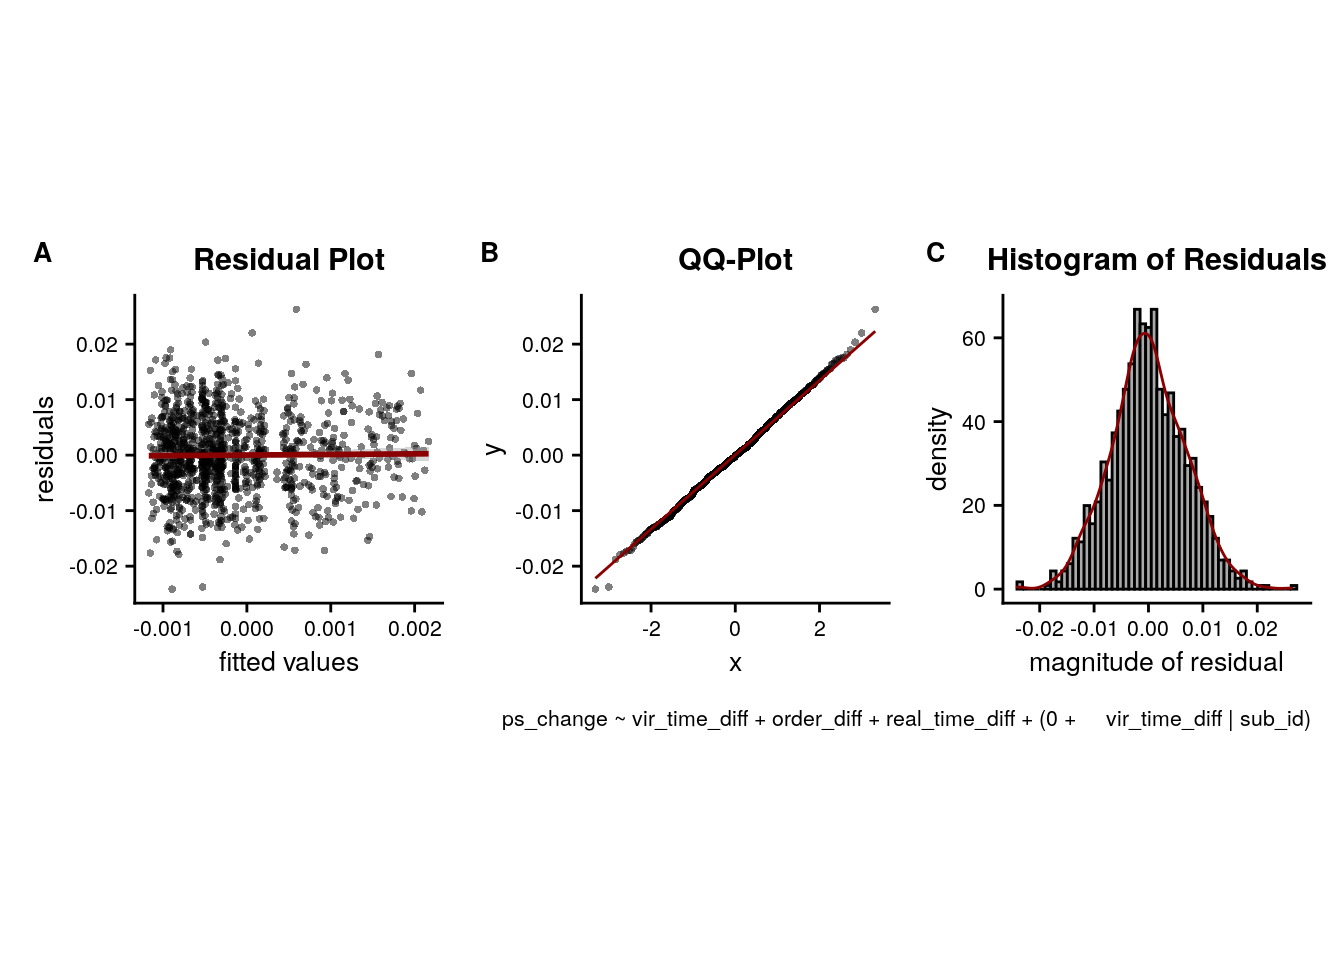 A
Residual Plot
residuals
0.02
0.01
0.00
-0.01
-0.02
-0.001 0.000 0.001 0.002
fitted values
B
QQ-Plot
y
0.02
0.01
0.00
-0.01
-0.02
-2 0 2
x
C
Histogram of Residuals
density
60
40
20
0
-0.02 -0.01 0.00 0.01 0.02
magnitude of residual
ps_change ~ vir_time_diff + order_diff + real_time_diff + (0 + vir_time_diff | sub_id)